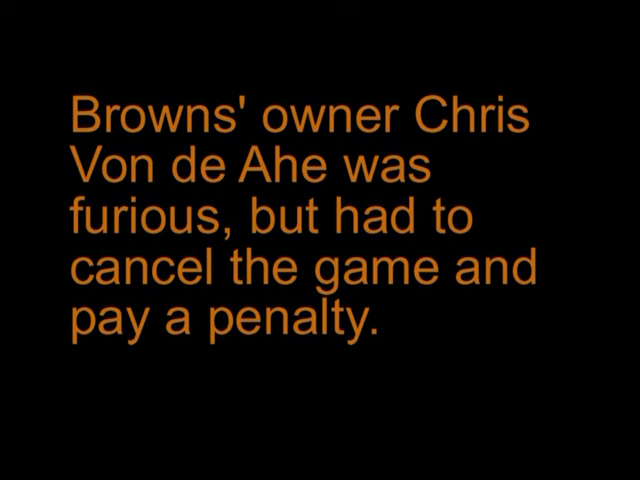 Browns' owner Chris
Von de Ahe was
furious, but had to
cancel the game and
pay a penalty.